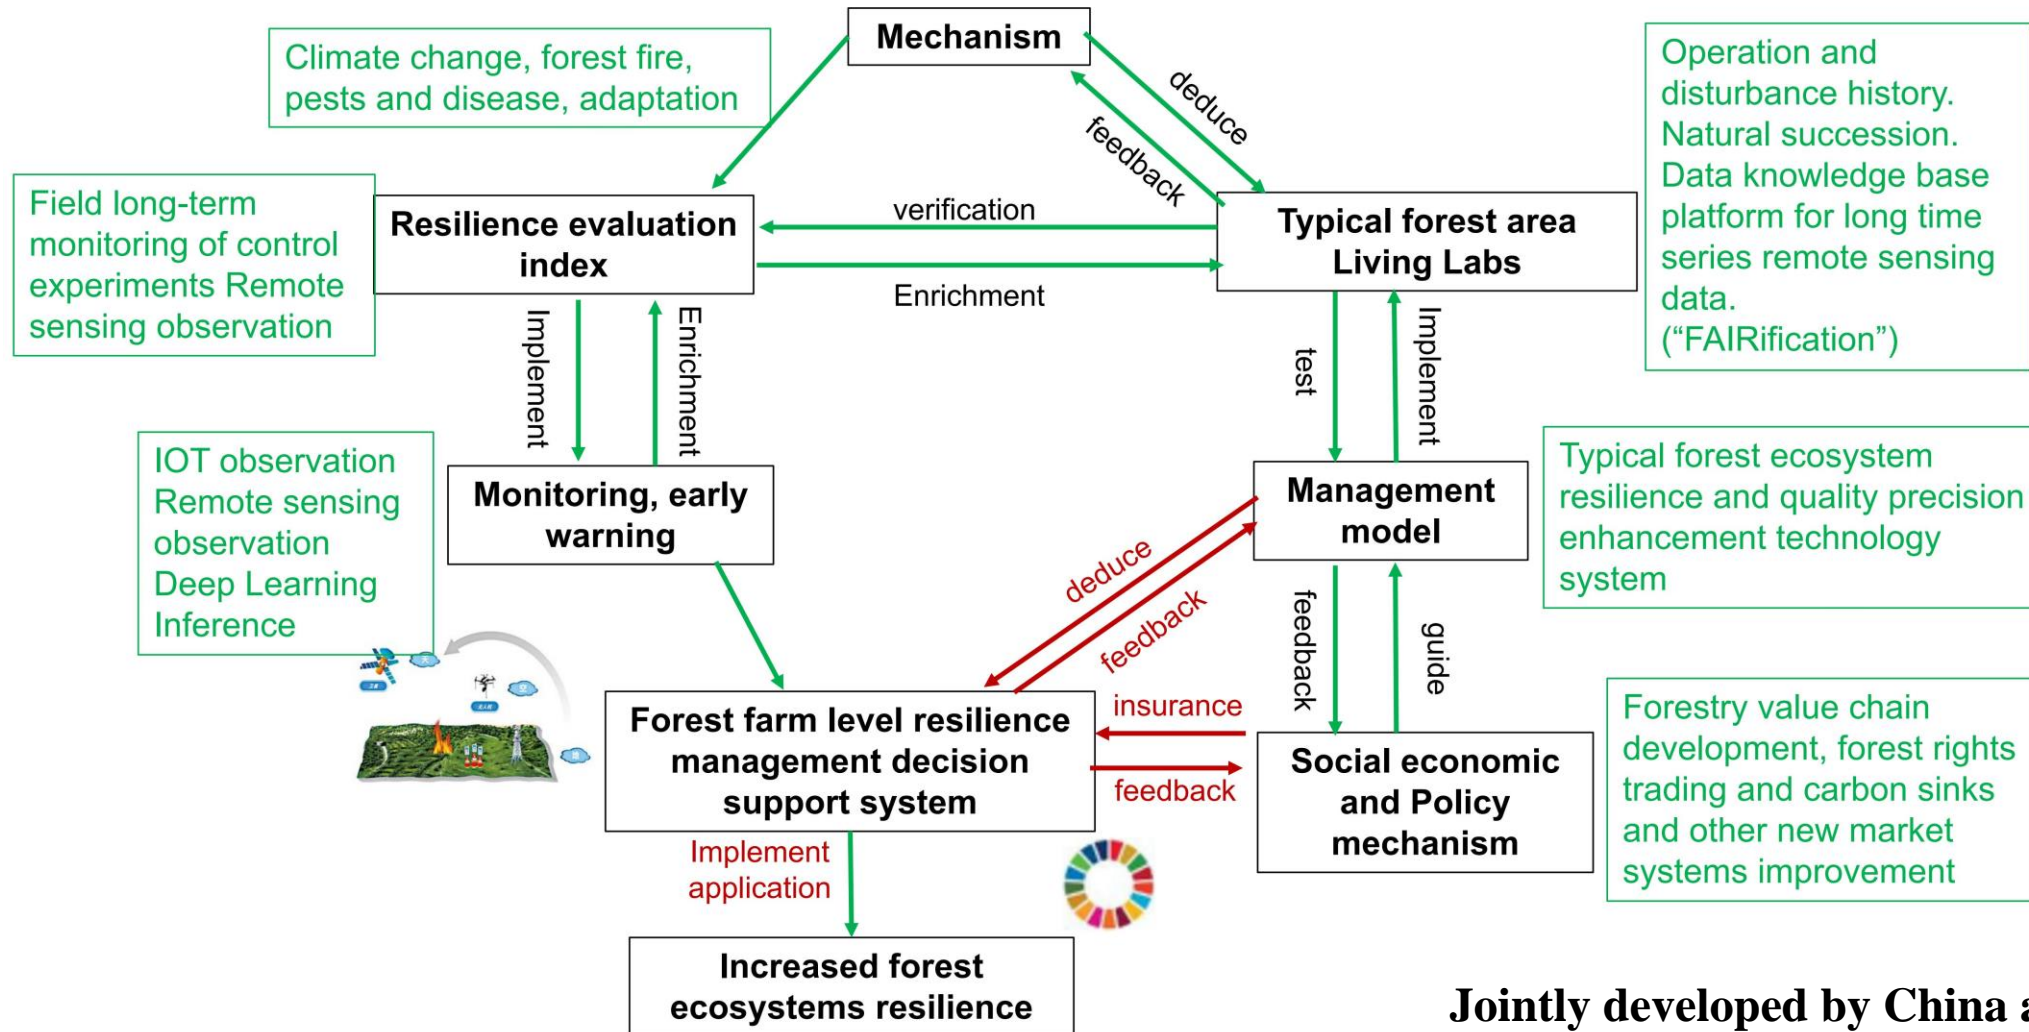 Mechanism
Climate change, forest fire,
pests and disease, adaptation
deduce
feedback
Operation and
disturbance history.
Natural succession.
Data knowledge base
platform for long time
series remote sensing
data.
(“FAIRification”)
Field long-term
monitoring of control
experiments Remote
sensing observation
Resilience evaluation
index
verification
Enrichment
Typical forest area
Living Labs
Implement
Enrichment
test
Implement
IOT observation
Remote sensing
observation
Deep Learning
Inference
Monitoring, early
warning
Management
model
Typical forest ecosystem
resilience and quality precision
enhancement technology
system
deduce
feedback
feedback
guide
Forest farm level resilience
management decision
support system
insurance
feedback
Social economic
and Policy
mechanism
Forestry value chain
development, forest rights
trading and carbon sinks
and other new market
systems improvement
Implement
application
Increased forest
ecosystems resilience
Jointly developed by China a